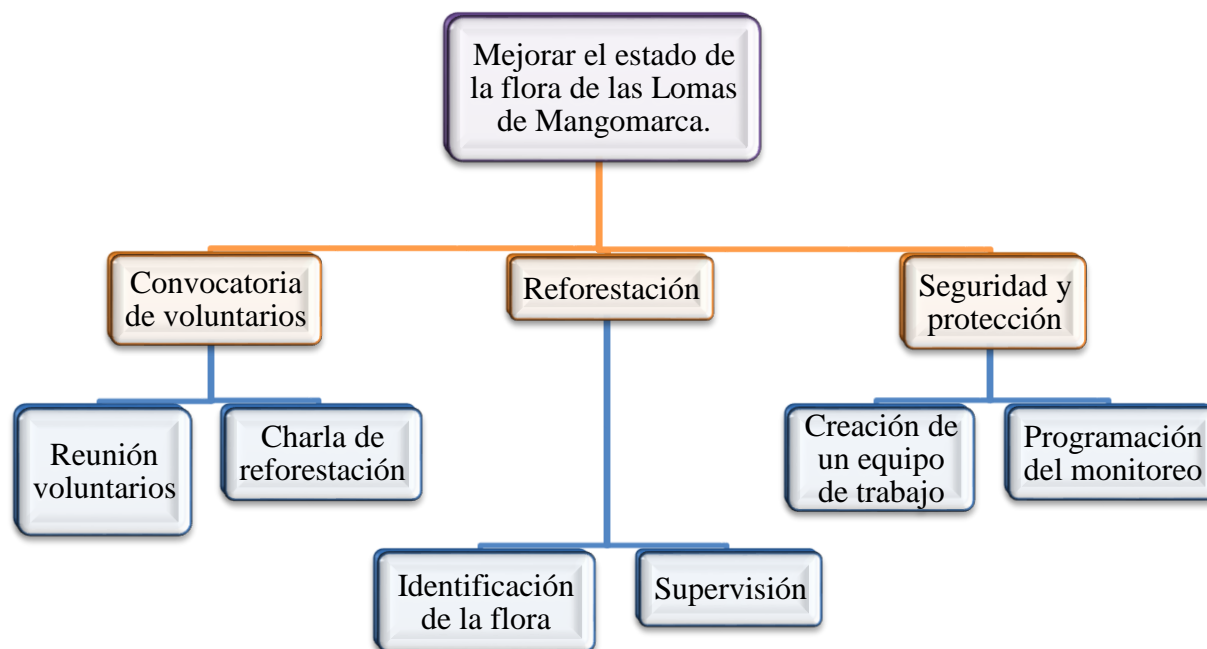 Mejorar el estado de
la flora de las Lomas
de Mangomarca.
Convocatoria
de voluntarios
Reforestación
Seguridad y
protección
Reunión
voluntarios
Charla de
reforestación
Creación de
un equipo
de trabajo
Programación
del monitoreo
Identificación
de la flora
Supervisión